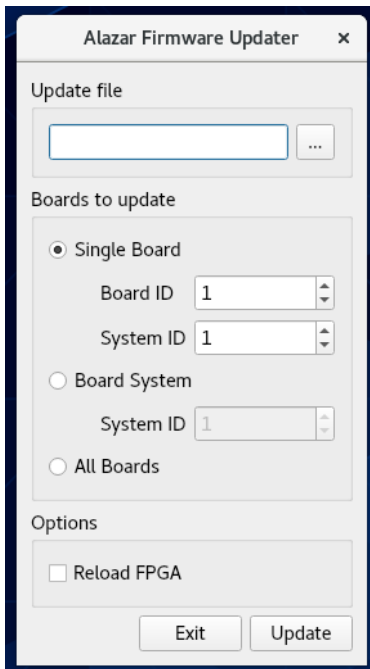 Alazar Firmware Updater ×
Update file
...
Boards to update
Single Board
Board ID 1
System ID 1
Board System
System ID 1
All Boards
Options
Reload FPGA
Exit Update